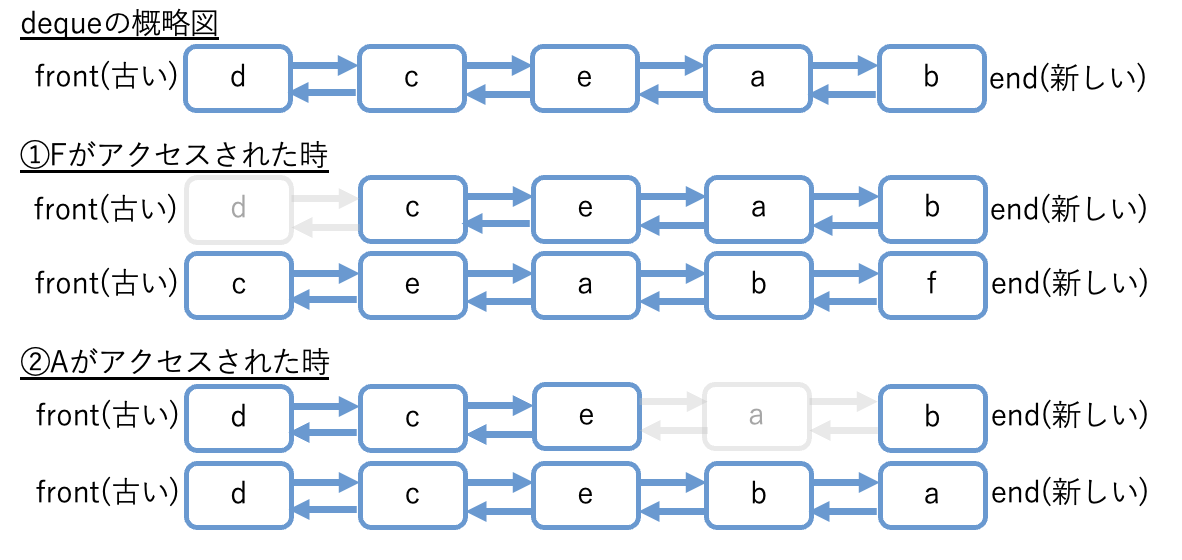 dequeの概略図
front(古い) d c e a b end(新しい)
①Fがアクセスされた時
front(古い) d c e a b end(新しい)
front(古い) c e a b f end(新しい)
②Aがアクセスされた時
front(古い) d c e a b end(新しい)
front(古い) d c e b a end(新しい)